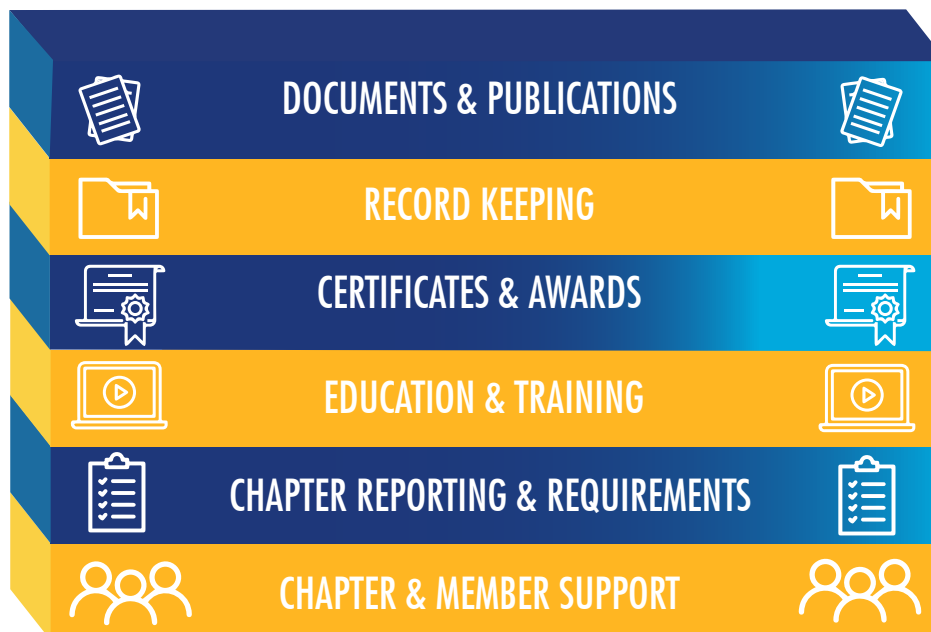 DOCUMENTS & PUBLICATIONS
RECORD KEEPING
CERTIFICATES & AWARDS
EDUCATION & TRAINING
CHAPTER REPORTING & REQUIREMENTS
CHAPTER & MEMBER SUPPORT